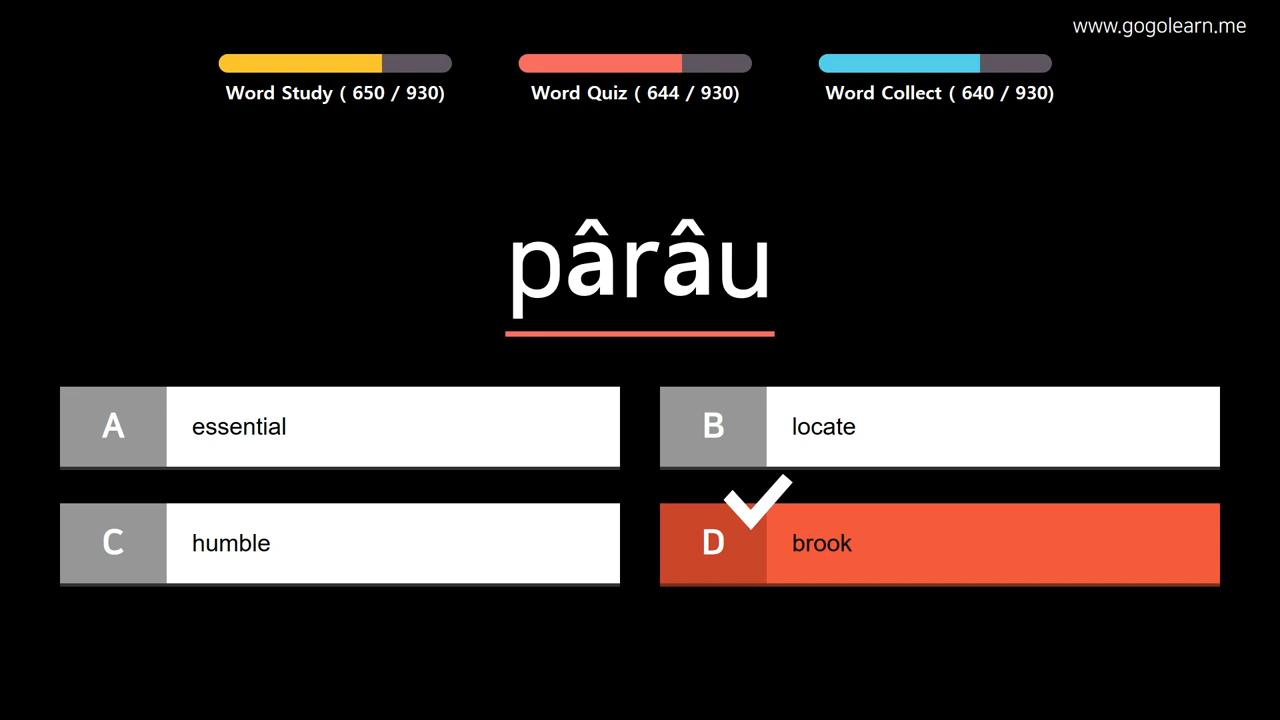 www.gogolearn.me
Word Study ( 650 / 930)
Word Quiz ( 644 / 930)
Word Collect ( 640 / 930)
pârâu
A essential
B locate
C humble
D brook